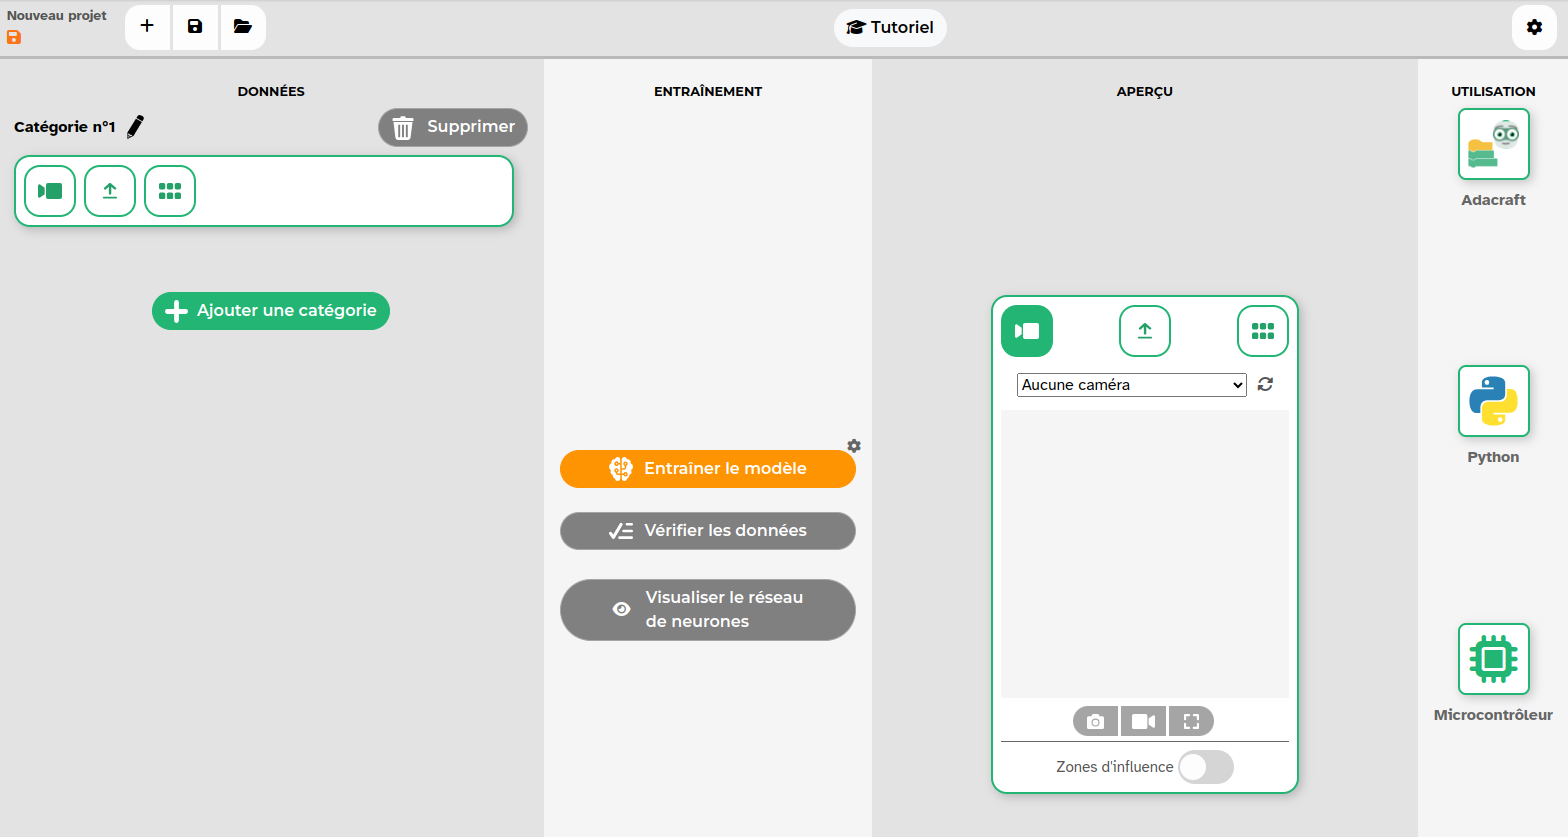 Nouveau projet
Tutoriel
DONNÉES
ENTRAÎNEMENT
APERÇU
UTILISATION
Catégorie n°1
Supprimer
Ajouter une catégorie
Entraîner le modèle
Vérifier les données
Visualiser le réseau
de neurones
Aucune caméra
Zones d'influence
Adacraft
Python
Microcontrôleur